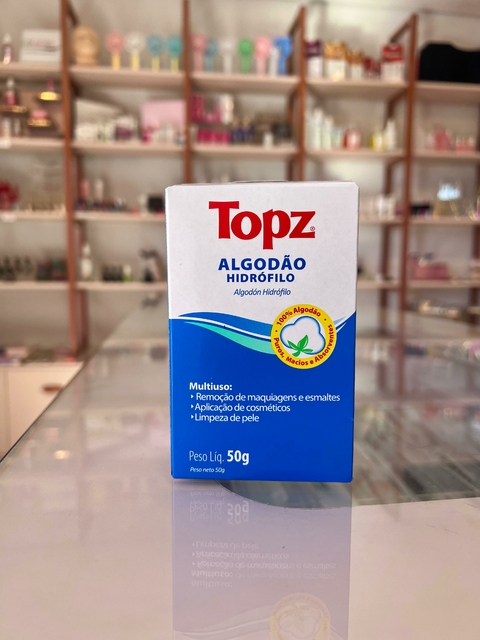 Topz®
ALGODÃO
HIDRÓFILO
Algodón Hidrófilo
100% Algodão
Puros, Macios e Absorventes
Multiuso:
Remoção de maquiagens e esmaltes
Aplicação de cosméticos
Limpeza de pele
Peso Líq. 50g
Peso neto 50g